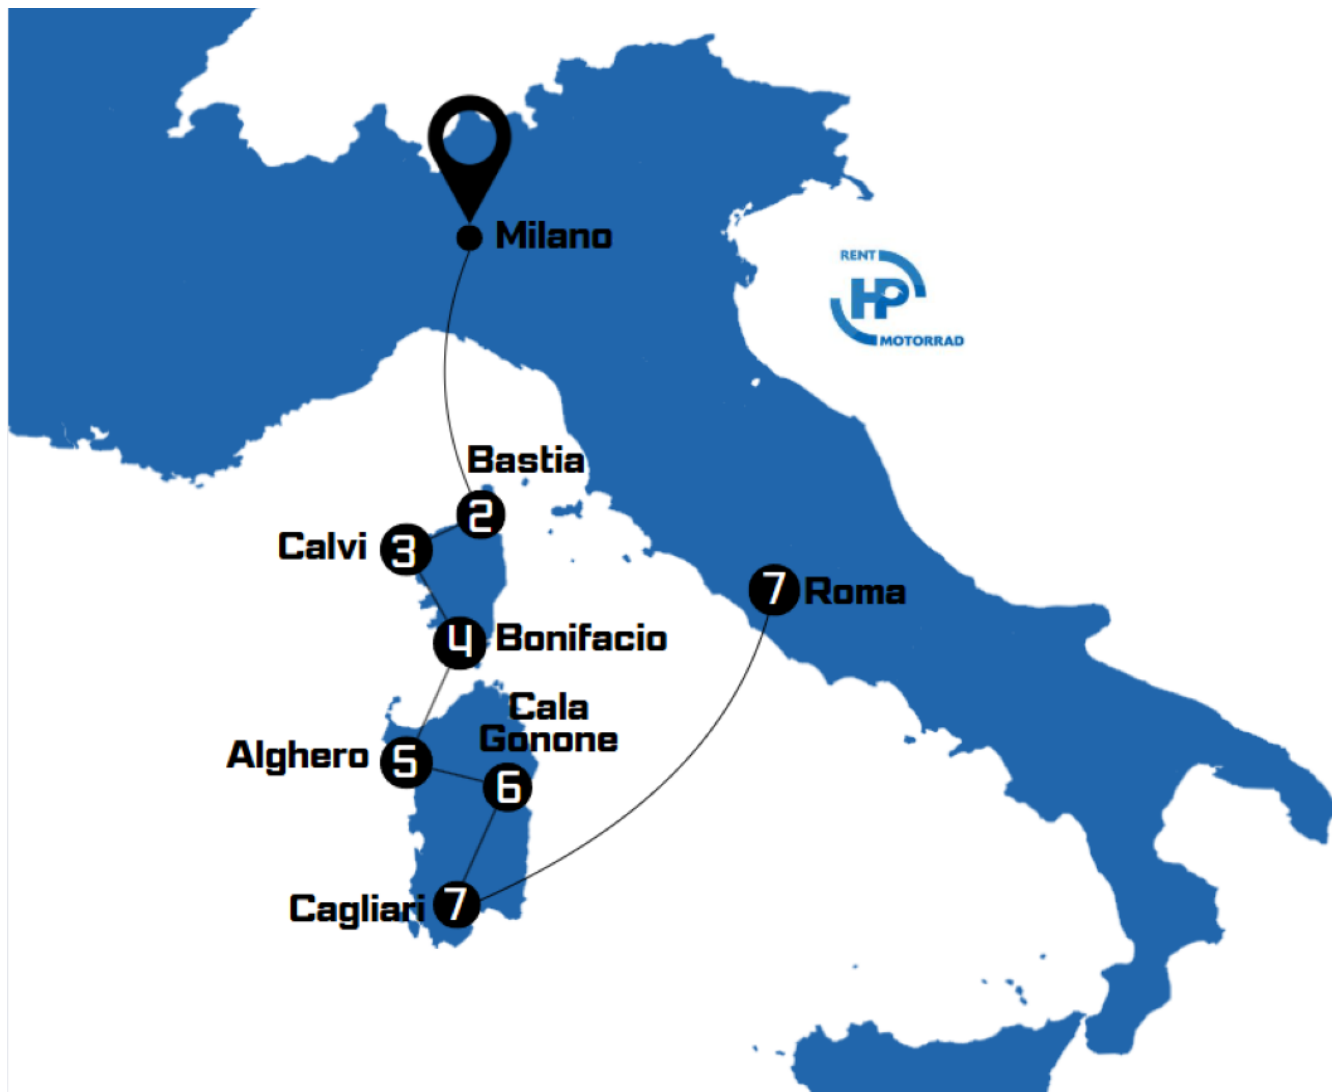 Milano
RENT
HP
MOTORRAD
Bastia
2
Calvi
3
7
Roma
4
Bonifacio
Cala
Gonone
Alghero
5
6
Cagliari
7